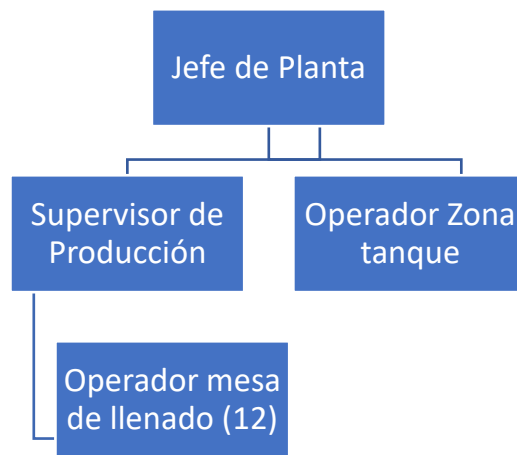 Jefe de Planta
Supervisor de
Producción
Operador Zona
tanque
Operador mesa
de llenado (12)